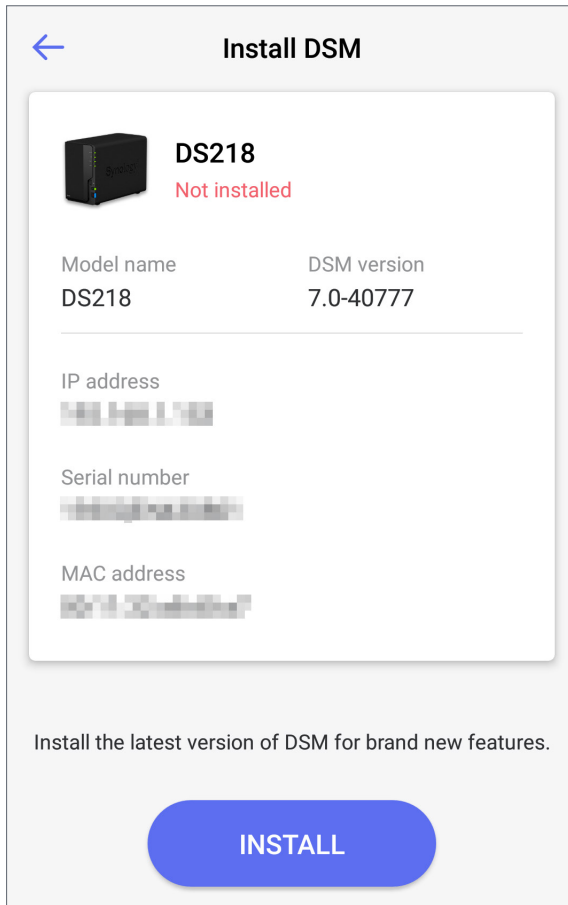 Install DSM
DS218
Not installed
Model name
DS218
DSM version
7.0-40777
IP address
Serial number
MAC address
Install the latest version of DSM for brand new features.
INSTALL